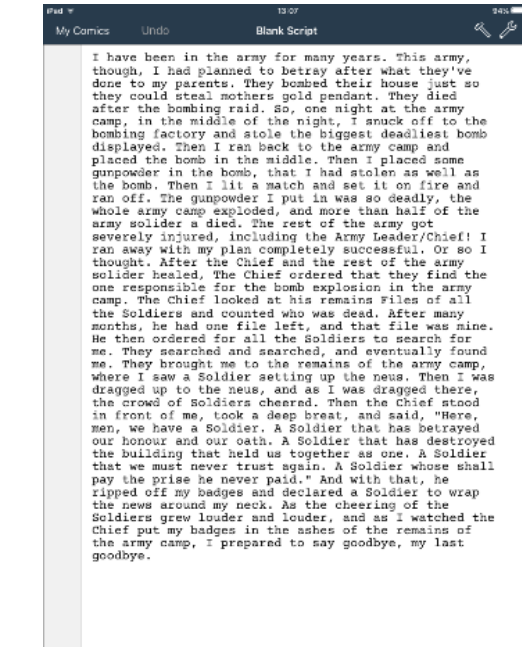 iPad 13:07 94%
My Comics Undo Blank Script
I have been in the army for many years. This army,
though, I had planned to betray after what they've
done to my parents. They bombed their house just so
they could steal mothers gold pendant. They died
after the bombing raid. So, one night at the army
camp, in the middle of the night, I snuck off to the
bombing factory and stole the biggest deadliest bomb
displayed. Then I ran back to the army camp and
placed the bomb in the middle. Then I placed some
gunpowder in the bomb, that I had stolen as well as
the bomb. Then I lit a match and set it on fire and
ran off. The gunpowder I put in was so deadly, the
whole army camp exploded, and more than half of the
army solider a died. The rest of the army got
severely injured, including the Army Leader/Chief! I
ran away with my plan completely successful. Or so I
thought. After the Chief and the rest of the army
solider healed, The Chief ordered that they find the
one responsible for the bomb explosion in the army
camp. The Chief looked at his remains Files of all
the Soldiers and counted who was dead. After many
months, he had one file left, and that file was mine.
He then ordered for all the Soldiers to search for
me. They searched and searched, and eventually found
me. They brought me to the remains of the army camp,
where I saw a Soldier setting up the neus. Then I was
dragged up to the neus, and as I was dragged there,
the crowd of Soldiers cheered. Then the Chief stood
in front of me, took a deep breat, and said, "Here,
men, we have a Soldier. A Soldier that has betrayed
our honour and our oath. A Soldier that has destroyed
the building that held us together as one. A Soldier
that we must never trust again. A Soldier whose shall
pay the prise he never paid." And with that, he
ripped off my badges and declared a Soldier to wrap
the news around my neck. As the cheering of the
Soldiers grew louder and louder, and as I watched the
Chief put my badges in the ashes of the remains of
the army camp, I prepared to say goodbye, my last
goodbye.